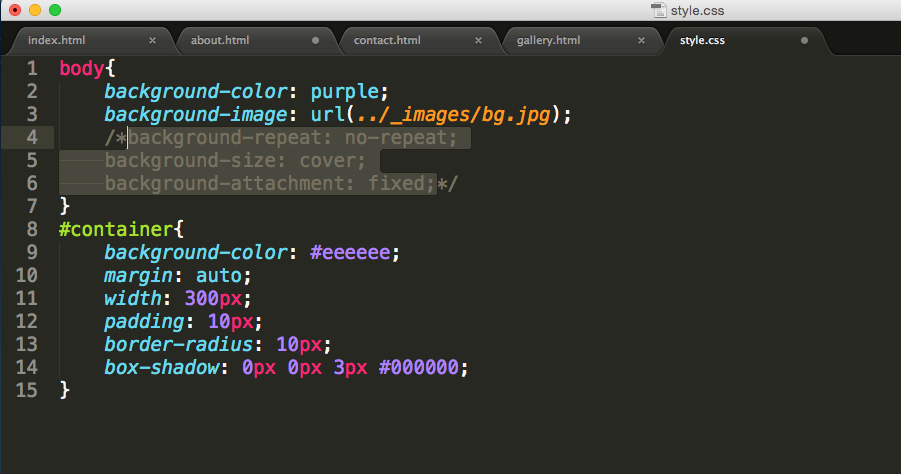 style.css
index.html × about.html contact.html × gallery.html × style.css
1 body{
2 background-color: purple;
3 background-image: url(../_images/bg.jpg);
4 /*background-repeat: no-repeat;
5 background-size: cover;
6 background-attachment: fixed;*/
7 }
8 #container{
9 background-color: #eeeeee;
10 margin: auto;
11 width: 300px;
12 padding: 10px;
13 border-radius: 10px;
14 box-shadow: 0px 0px 3px #000000;
15 }